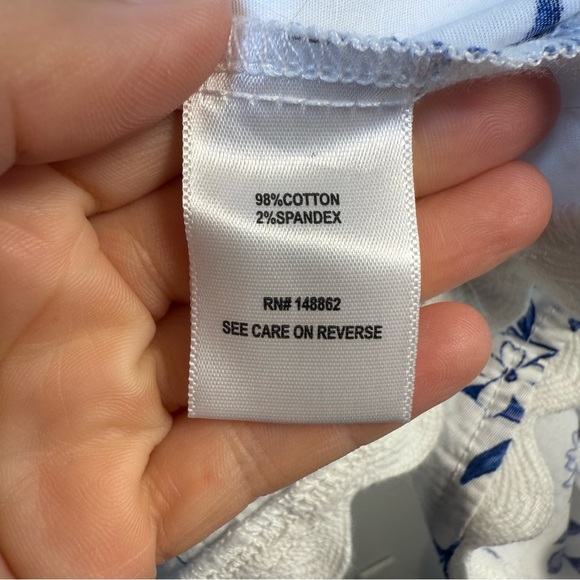 98%COTTON
2%SPANDEX
RN# 148862
SEE CARE ON REVERSE